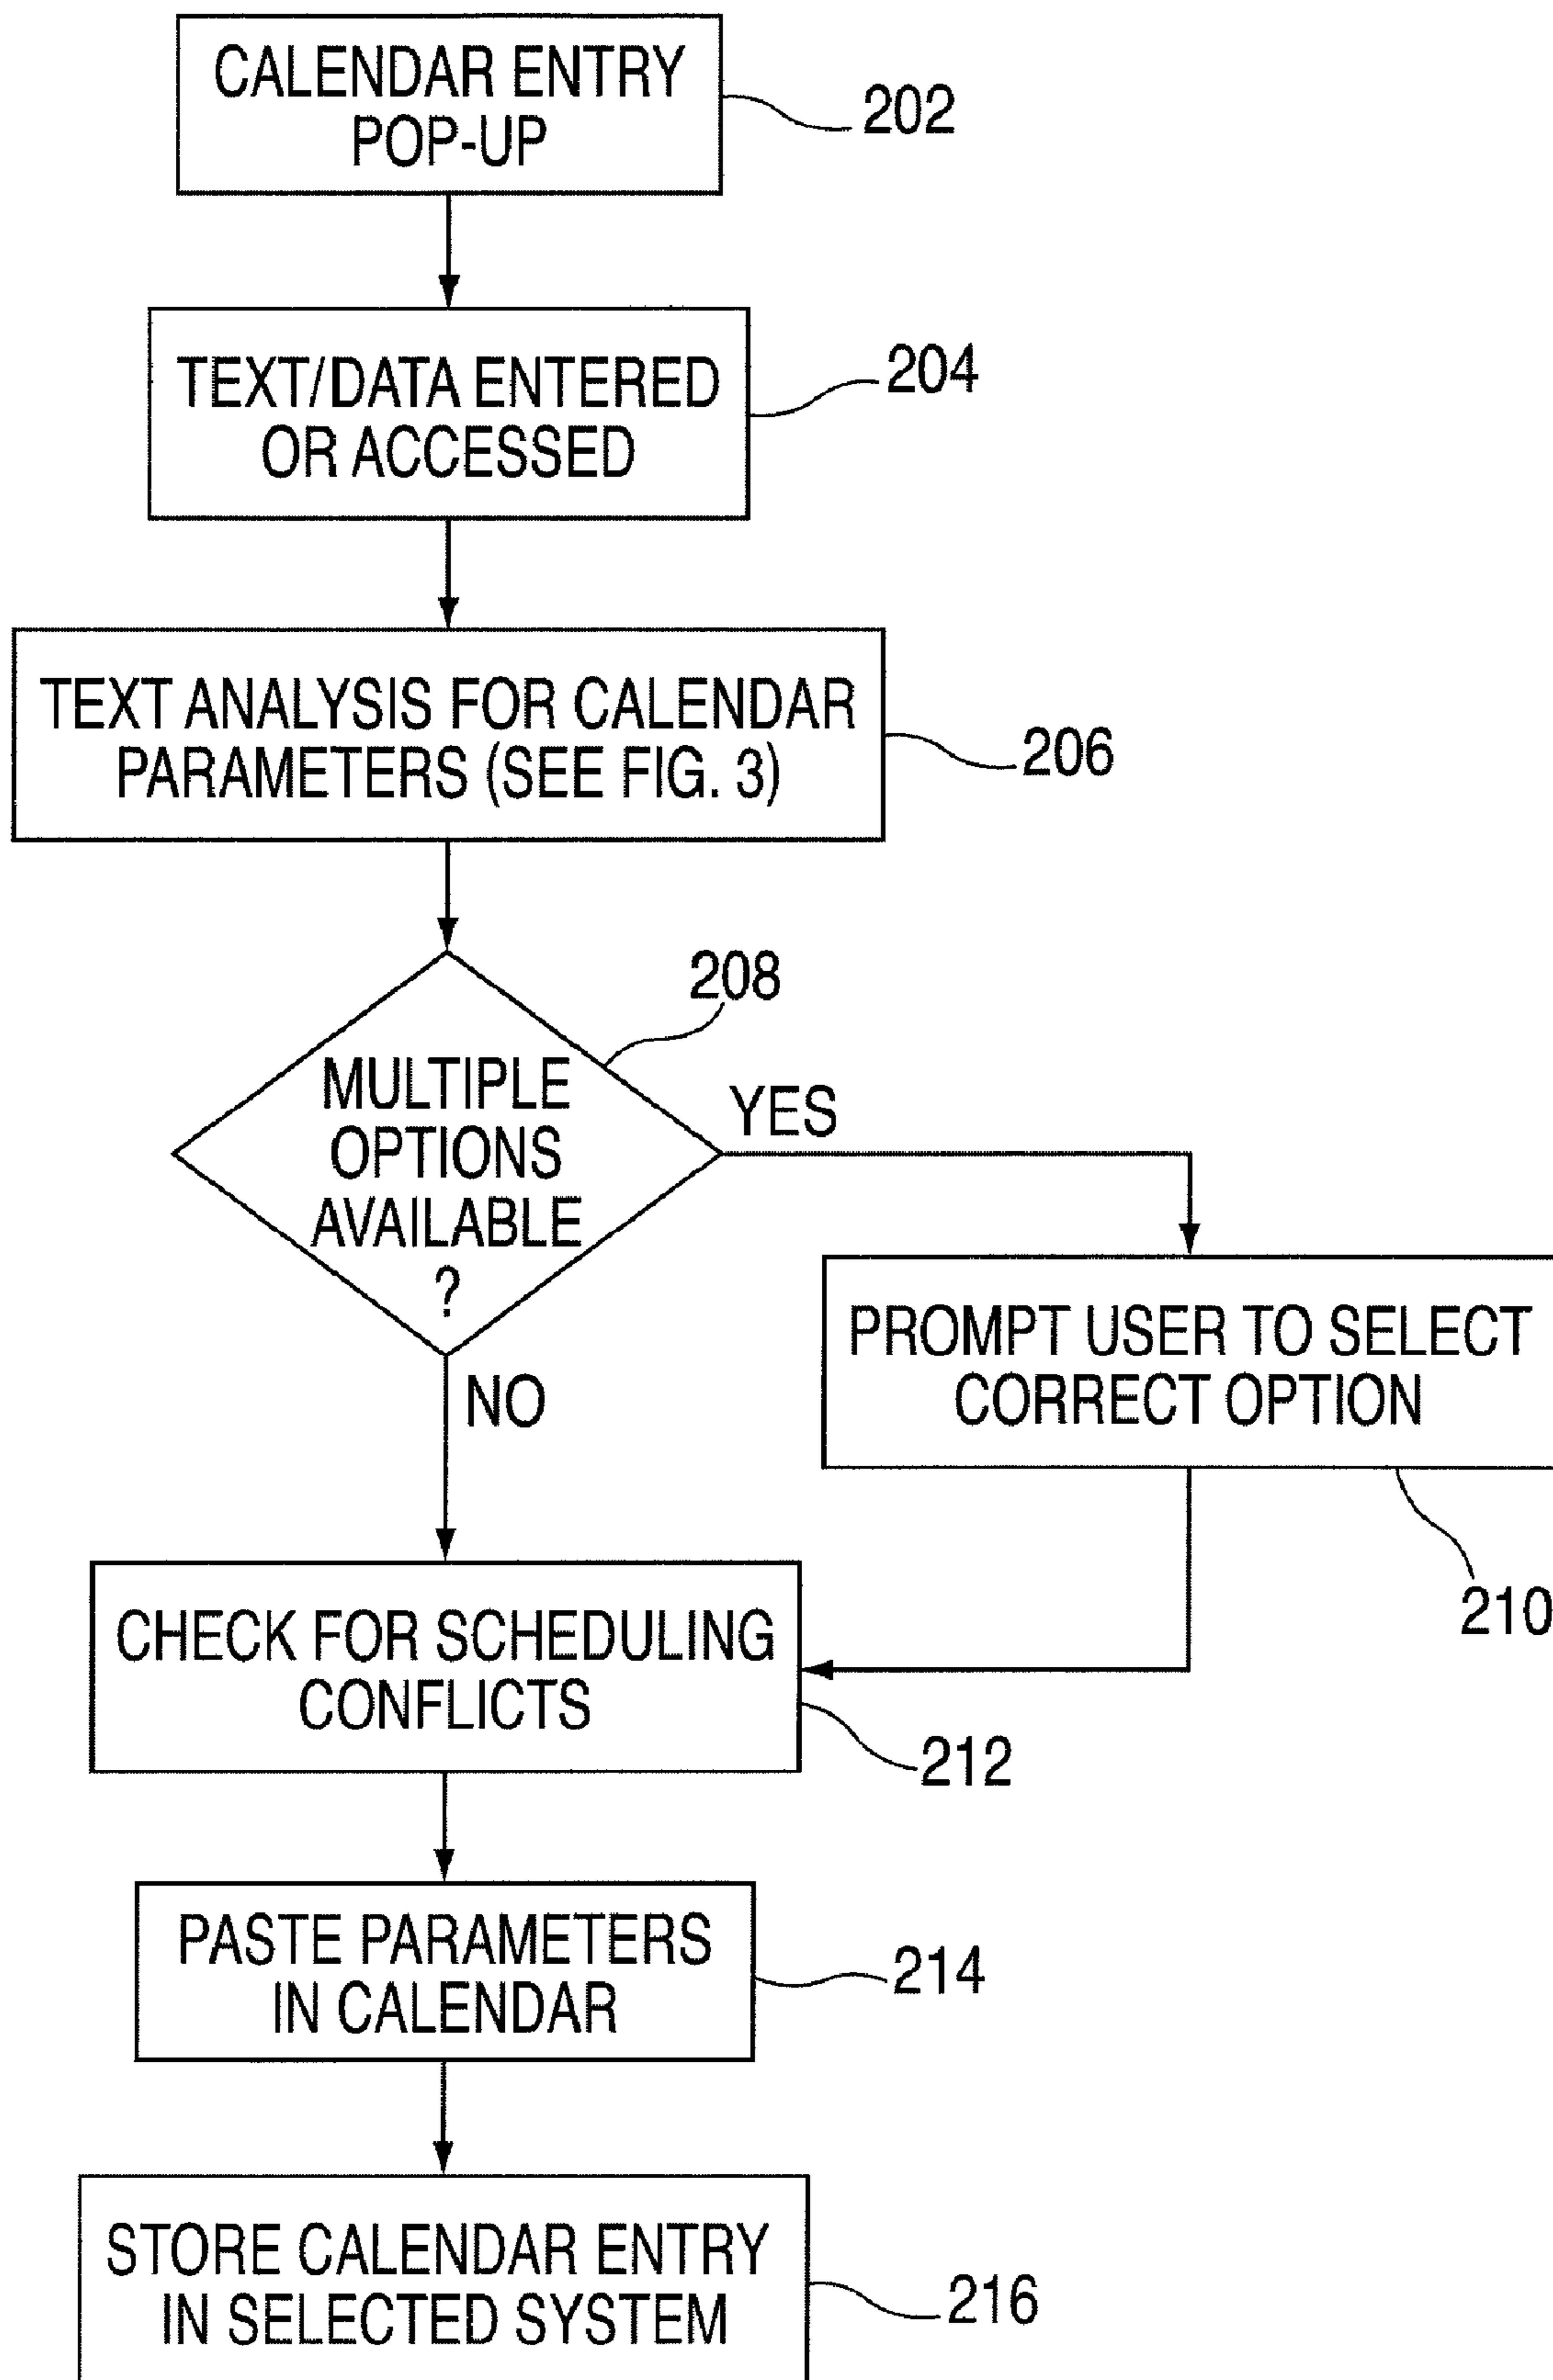 CALENDAR ENTRY
POP-UP
202
TEXT/DATA ENTERED
OR ACCESSED
204
TEXT ANALYSIS FOR CALENDAR
PARAMETERS (SEE FIG. 3)
206
208
MULTIPLE
OPTIONS
AVAILABLE
?
YES
NO
PROMPT USER TO SELECT
CORRECT OPTION
210
CHECK FOR SCHEDULING
CONFLICTS
212
PASTE PARAMETERS
IN CALENDAR
214
STORE CALENDAR ENTRY
IN SELECTED SYSTEM
216